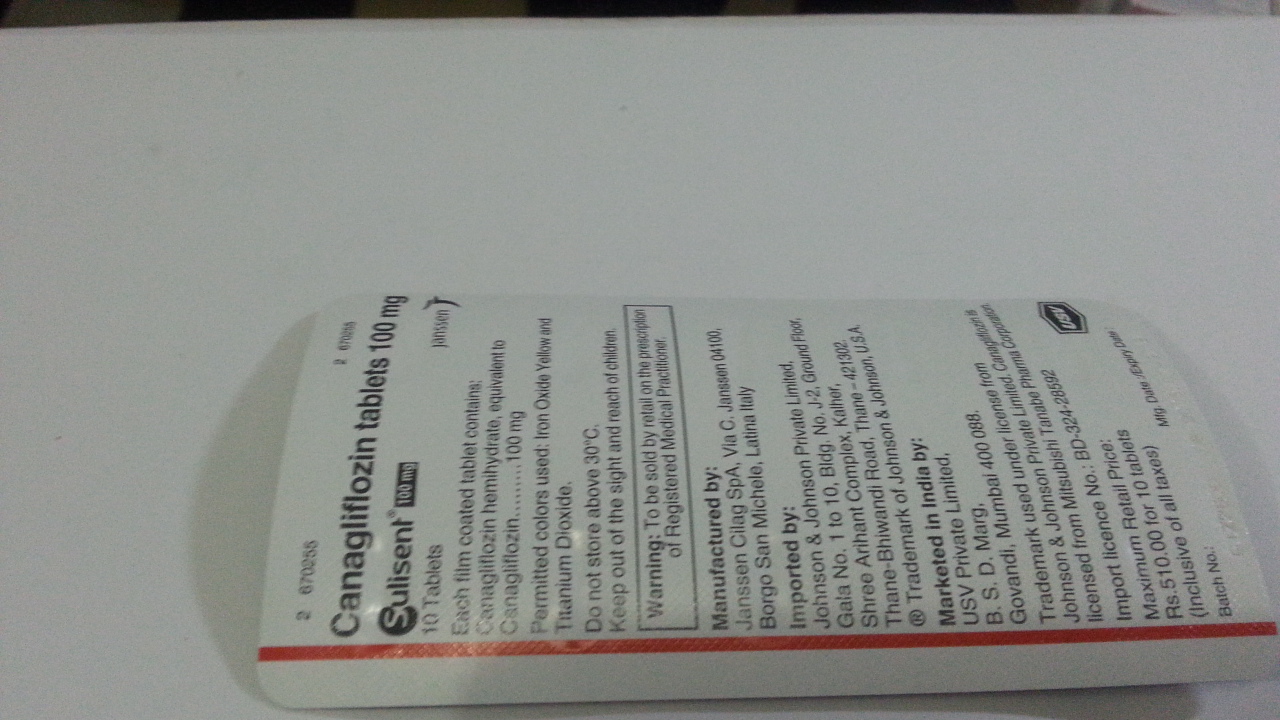 2 670258
2 670258
Canagliflozin tablets 100 mg
Sulisent® 100 mg
10 Tablets
janssen
Each film coated tablet contains:
Canagliflozin hemihydrate, equivalent to
Canagliflozin..........100 mg
Permitted colors used: Iron Oxide Yellow and
Titanium Dioxide.
Do not store above 30°C.
Keep out of the sight and reach of children.
Warning: To be sold by retail on the prescription
of Registered Medical Practitioner.
Manufactured by:
Janssen Cilag SpA, Via C. Janssen 04100,
Borgo San Michele, Latina Italy
Imported by:
Johnson & Johnson Private Limited,
Gala No. 1 to 10, Bldg. No. J-2, Ground Floor,
Shree Arihant Complex, Kalher,
Thane-Bhiwandi Road, Thane - 421302.
® Trademark of Johnson & Johnson, U.S.A.
Marketed in India by:
USV Private Limited,
B. S. D. Marg,
Govandi, Mumbai 400 088.
Trademark used under license from
Johnson & Johnson Private Limited. Canagliflozin is
licensed from Mitsubishi Tanabe Pharma Corporation
Import licence No.: BD-324-28592
USV
Maximum Retail Price:
Rs 510.00 for 10 tablets
(Inclusive of all taxes)
Batch No.:
Mfg. Date /Expiry Date